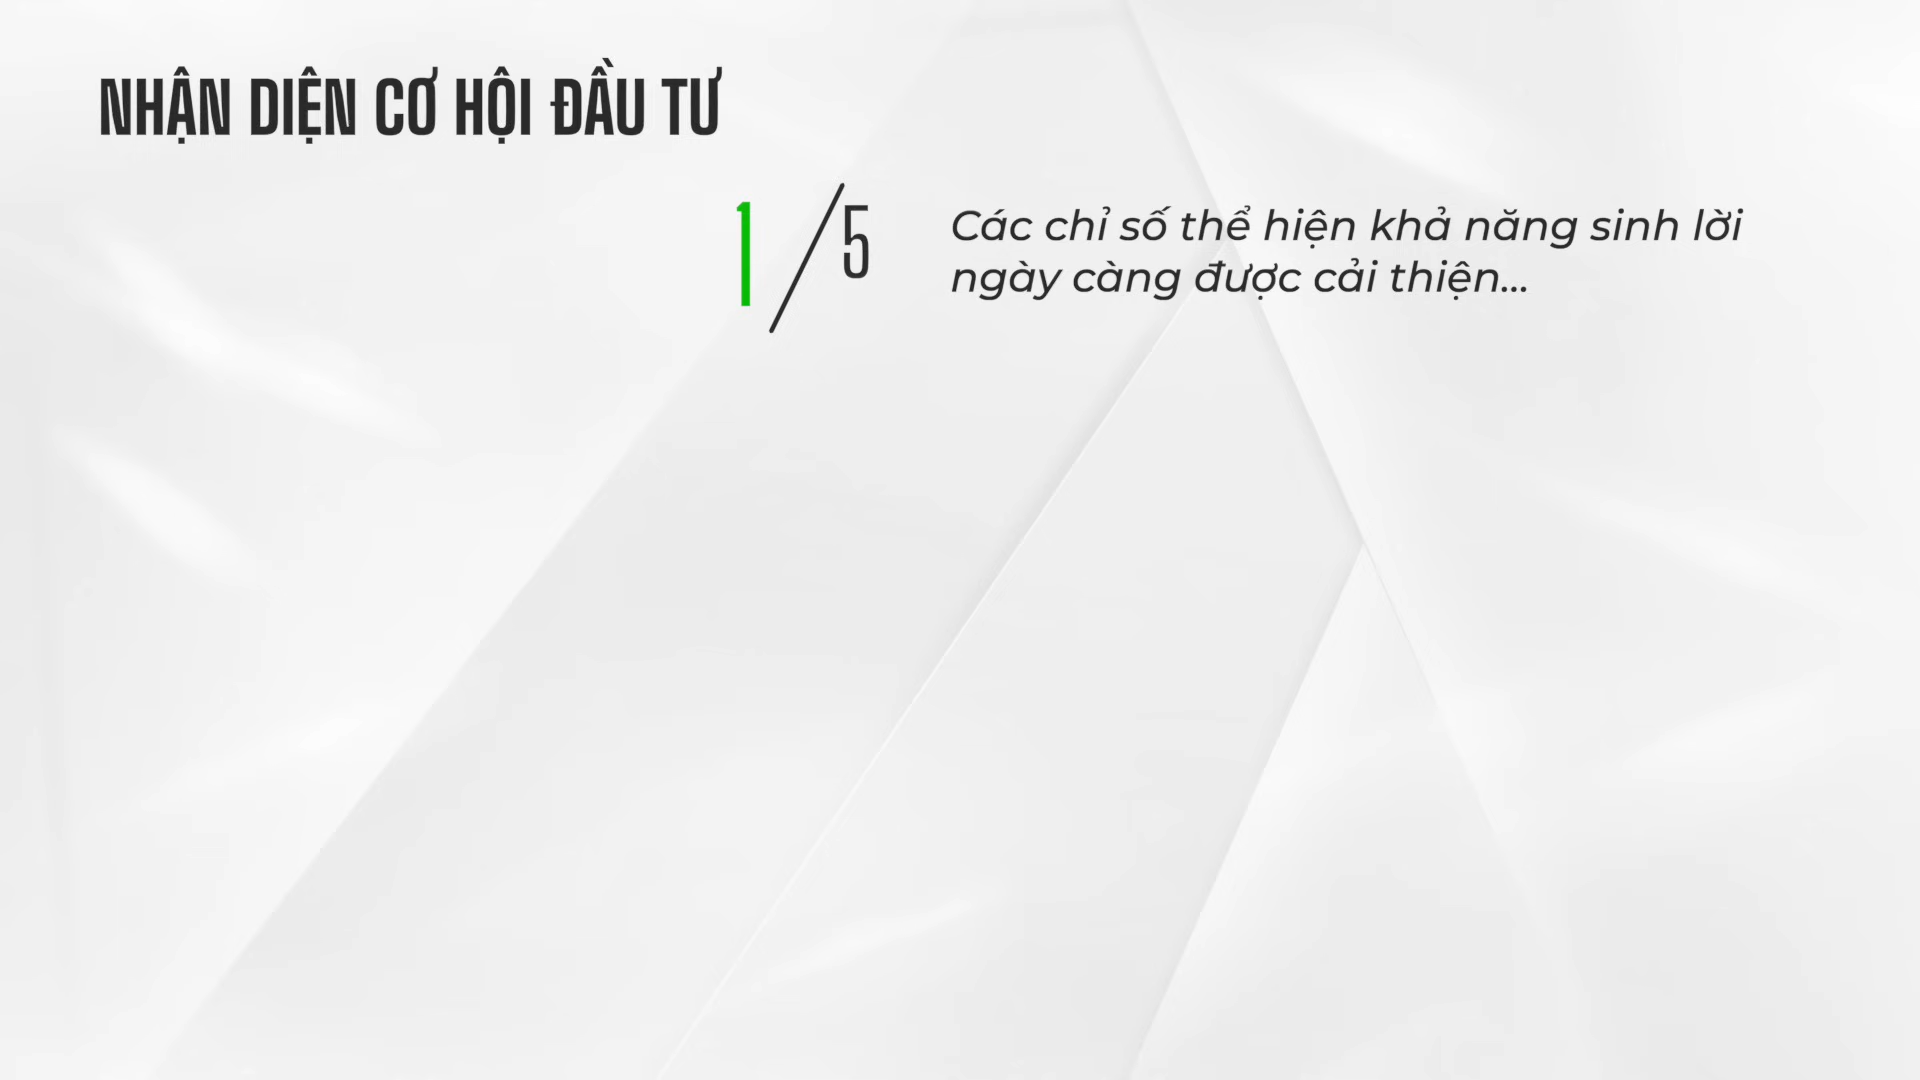 NHẬN DIỆN CƠ HỘI ĐẦU TƯ
1/5
Các chỉ số thể hiện khả năng sinh lời
ngày càng được cải thiện...